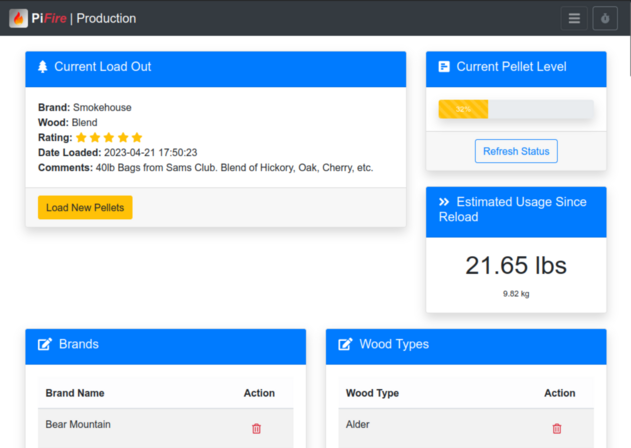 PiFire | Production
Current Load Out
Brand: Smokehouse
Wood: Blend
Rating:
Date Loaded: 2023-04-21 17:50:23
Comments: 40lb Bags from Sams Club. Blend of Hickory, Oak, Cherry, etc.
Load New Pellets
Current Pellet Level
32%
Refresh Status
Estimated Usage Since
Reload
21.65 lbs
9.82 kg
Brands
Brand Name Action
Bear Mountain
Wood Types
Wood Type Action
Alder